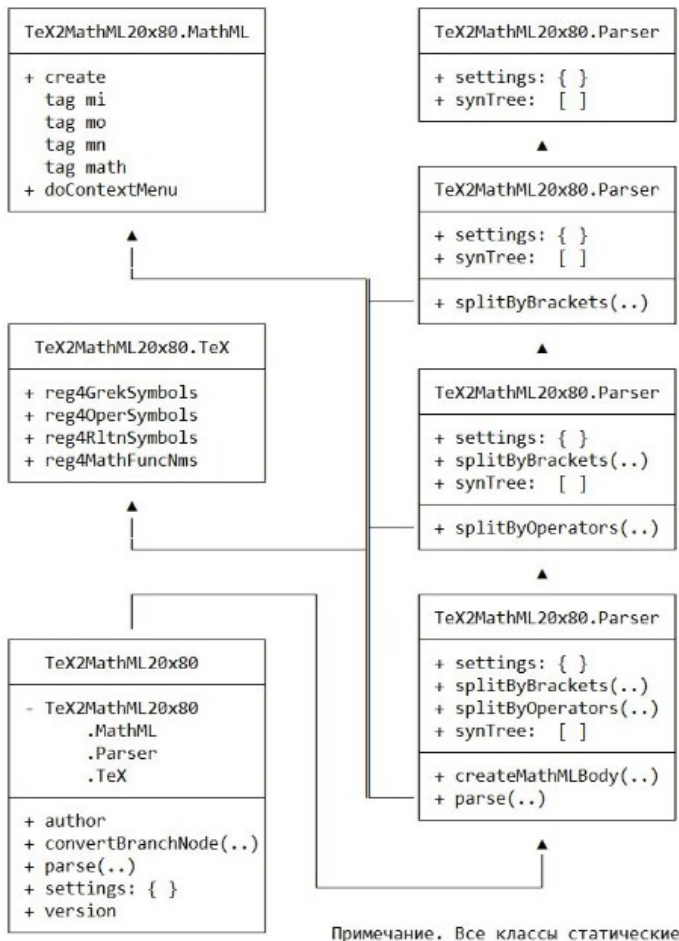 TeX2MathML20x80.MathML
+ create
tag mi
tag mo
tag mn
tag math
+ doContextMenu
TeX2MathML20x80.TeX
+ reg4GrekSymbols
+ reg4OperSymbols
+ reg4RltnSymbols
+ reg4MathFuncNms
TeX2MathML20x80
- TeX2MathML20x80
.MathML
.Parser
.TeX
+ author
+ convertBranchNode(..)
+ parse(..)
+ settings: { }
+ version
TeX2MathML20x80.Parser
+ settings: { }
+ synTree: [ ]
TeX2MathML20x80.Parser
+ settings: { }
+ synTree: [ ]
+ splitByBrackets(..)
TeX2MathML20x80.Parser
+ settings: { }
+ splitByBrackets(..)
+ synTree: [ ]
+ splitByOperators(..)
TeX2MathML20x80.Parser
+ settings: { }
+ splitByBrackets(..)
+ splitByOperators(..)
+ synTree: [ ]
+ createMathMLBody(..)
+ parse(..)
Примечание. Все классы статические